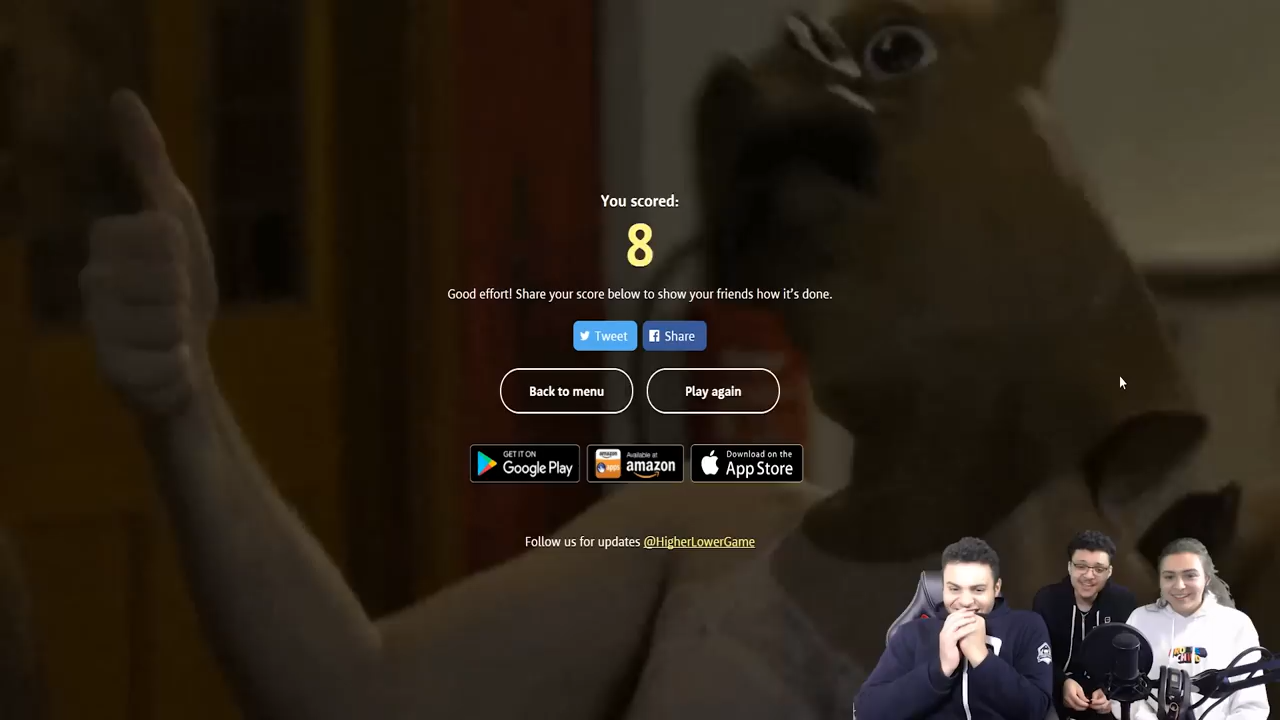 You scored:
8
Good effort! Share your score below to show your friends how it's done.
Tweet
Share
Back to menu
Play again
GET IT ON
Google Play
Available at
amazon
Download on the
App Store
Follow us for updates @HigherLowerGame